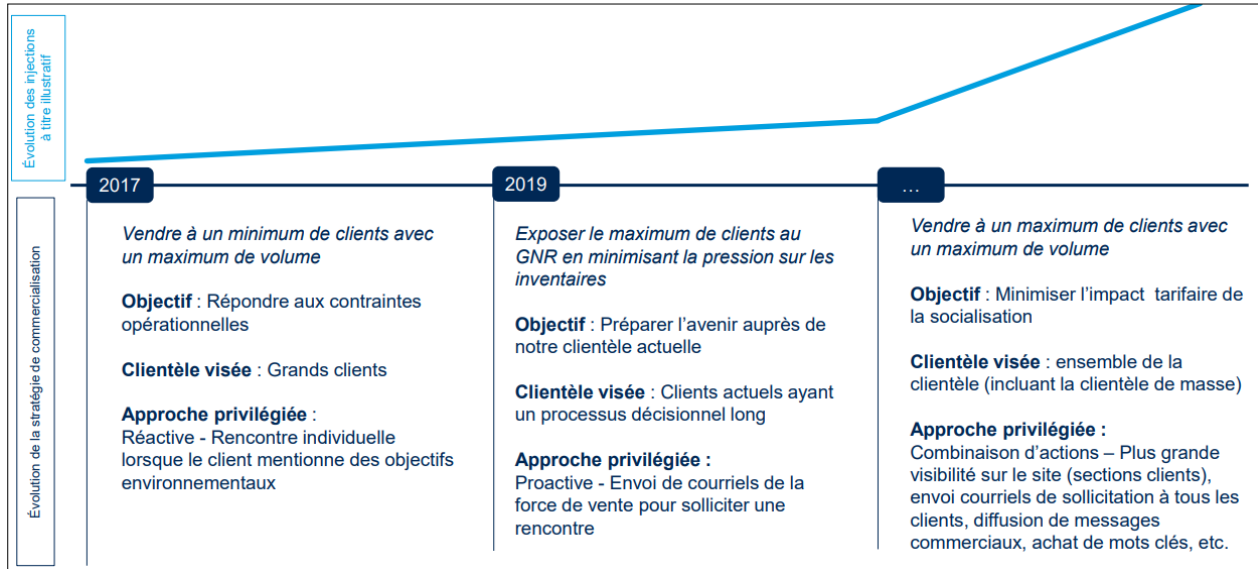 Évolution des injections
à titre illustratif
2017
2019
...
Évolution de la stratégie de commercialisation
Vendre à un minimum de clients avec
un maximum de volume
Objectif : Répondre aux contraintes
opérationnelles
Clientèle visée : Grands clients
Approche privilégiée :
Réactive - Rencontre individuelle
lorsque le client mentionne des objectifs
environnementaux
Exposer le maximum de clients au
GNR en minimisant la pression sur les
inventaires
Objectif : Préparer l'avenir auprès de
notre clientèle actuelle
Clientèle visée : Clients actuels ayant
un processus décisionnel long
Approche privilégiée :
Proactive - Envoi de courriels de la
force de vente pour solliciter une
rencontre
Vendre à un maximum de clients avec
un maximum de volume
Objectif : Minimiser l'impact tarifaire de
la socialisation
Clientèle visée : ensemble de la
clientèle (incluant la clientèle de masse)
Approche privilégiée :
Combinaison d'actions – Plus grande
visibilité sur le site (sections clients),
envoi courriels de sollicitation à tous les
clients, diffusion de messages
commerciaux, achat de mots clés, etc.